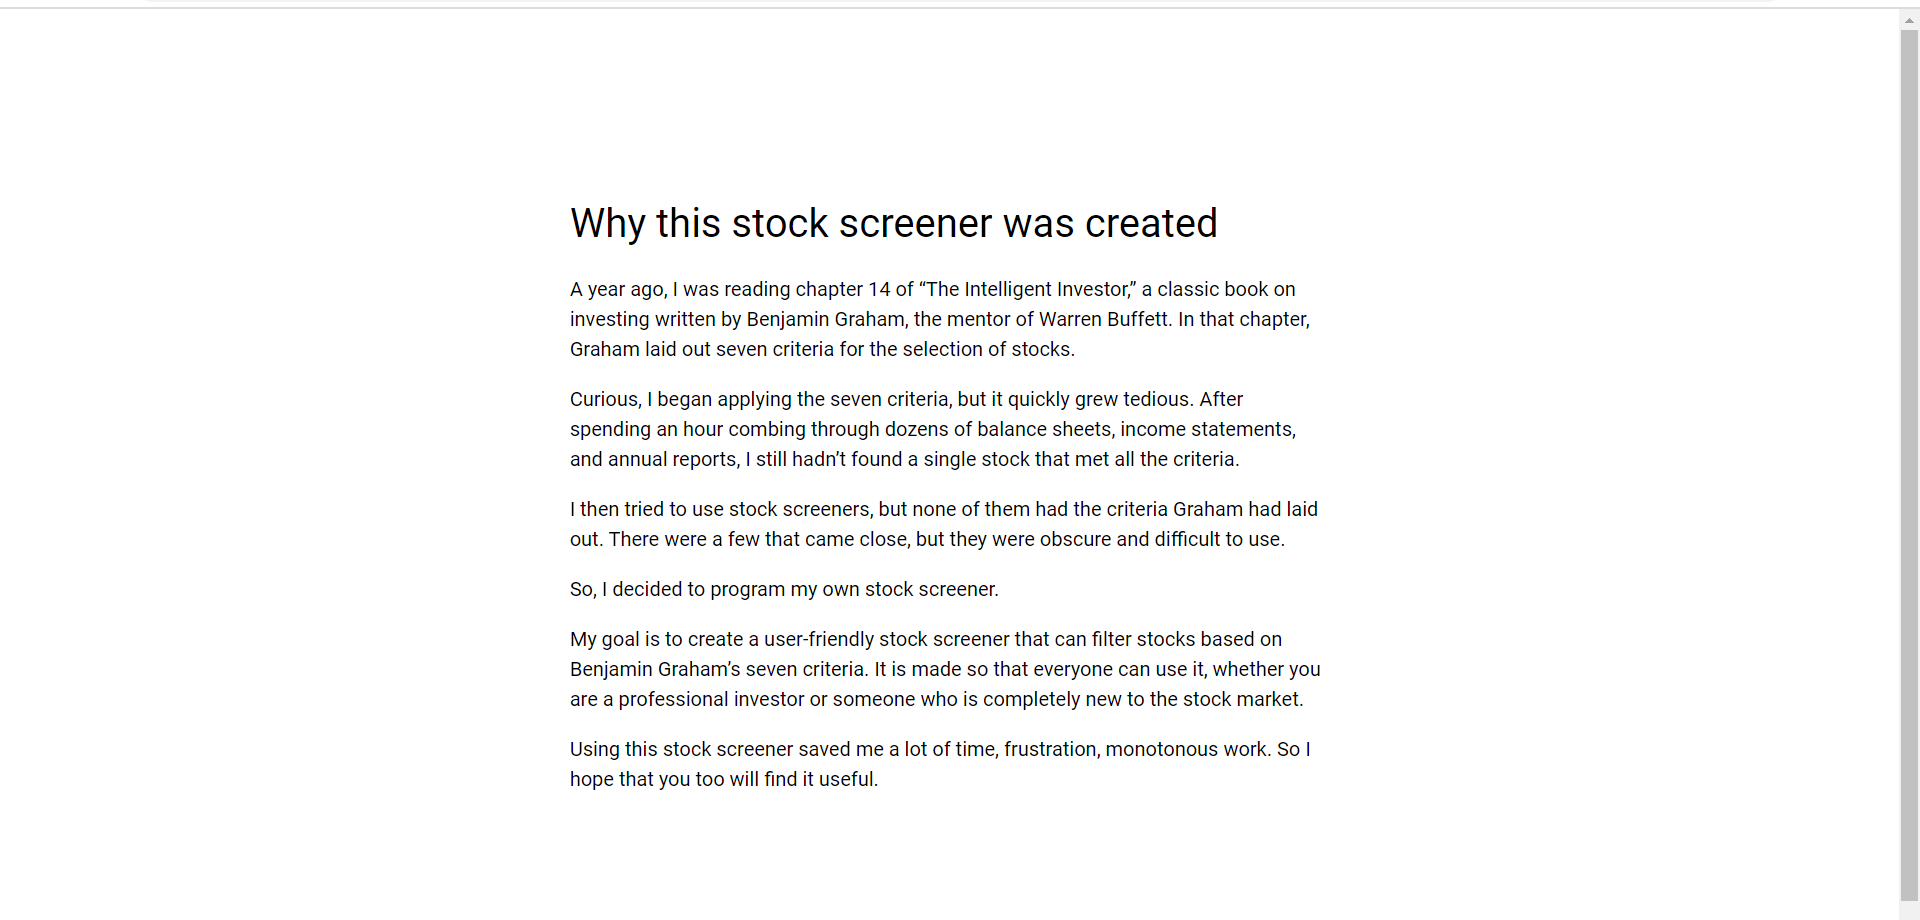 Why this stock screener was created
A year ago, I was reading chapter 14 of “The Intelligent Investor,” a classic book on
investing written by Benjamin Graham, the mentor of Warren Buffett. In that chapter,
Graham laid out seven criteria for the selection of stocks.
Curious, I began applying the seven criteria, but it quickly grew tedious. After
spending an hour combing through dozens of balance sheets, income statements,
and annual reports, I still hadn’t found a single stock that met all the criteria.
I then tried to use stock screeners, but none of them had the criteria Graham had laid
out. There were a few that came close, but they were obscure and difficult to use.
So, I decided to program my own stock screener.
My goal is to create a user-friendly stock screener that can filter stocks based on
Benjamin Graham’s seven criteria. It is made so that everyone can use it, whether you
are a professional investor or someone who is completely new to the stock market.
Using this stock screener saved me a lot of time, frustration, monotonous work. So I
hope that you too will find it useful.